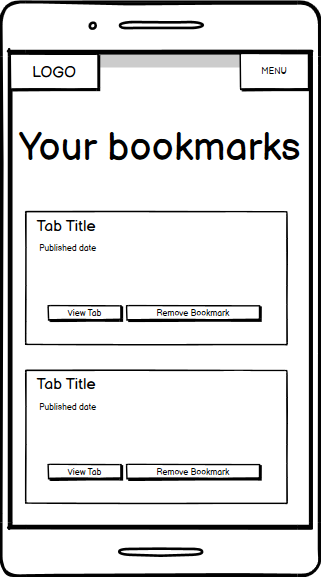 LOGO
MENU
Your bookmarks
Tab Title
Published date
View Tab
Remove Bookmark
Tab Title
Published date
View Tab
Remove Bookmark